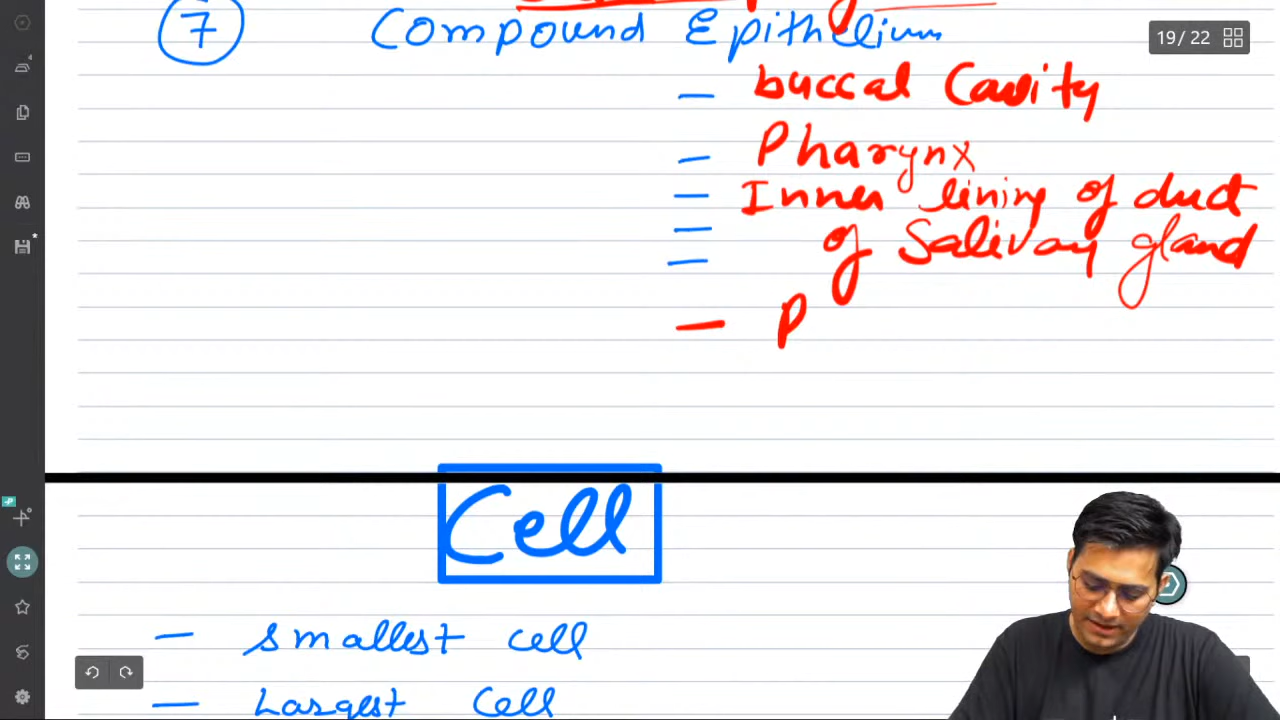 19 / 22
7 Compound Epithelium
– buccal Cavity
– Pharynx
– Inner lining of duct
– of Salivary gland
–
– P
Cell
– smallest cell
– Largest Cell